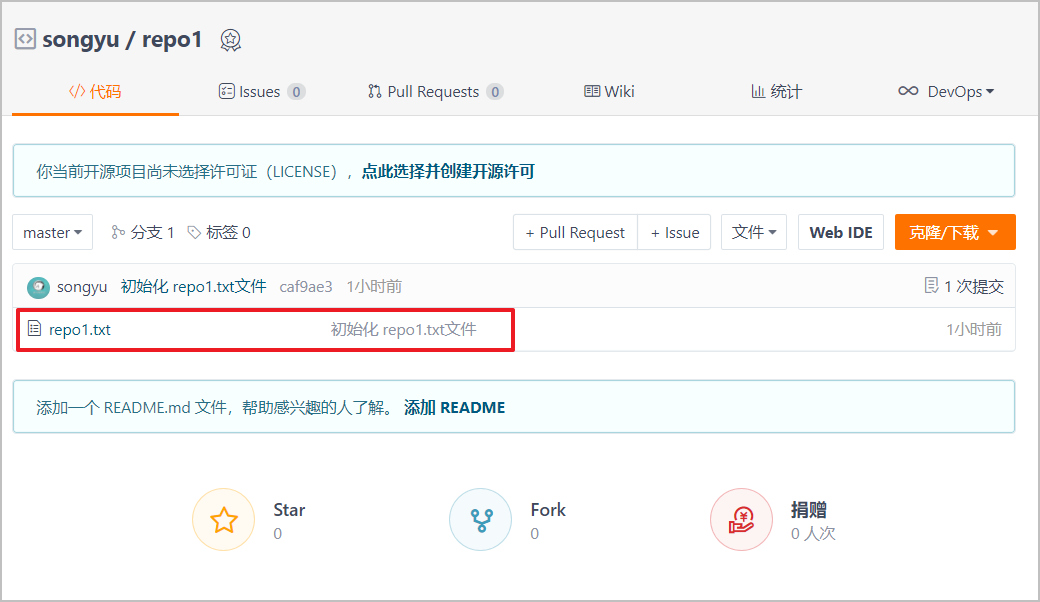 songyu / repo1
代码 Issues 0 Pull Requests 0 Wiki 统计 DevOps
你当前开源项目尚未选择许可证（LICENSE），点此选择并创建开源许可
master 分支 1 标签 0 + Pull Request + Issue 文件 Web IDE 克隆/下载
songyu 初始化 repo1.txt文件 caf9ae3 1小时前 1 次提交
repo1.txt 初始化 repo1.txt文件 1小时前
添加一个 README.md 文件，帮助感兴趣的人了解。 添加 README
Star Fork 捐赠
0 0 0 人次